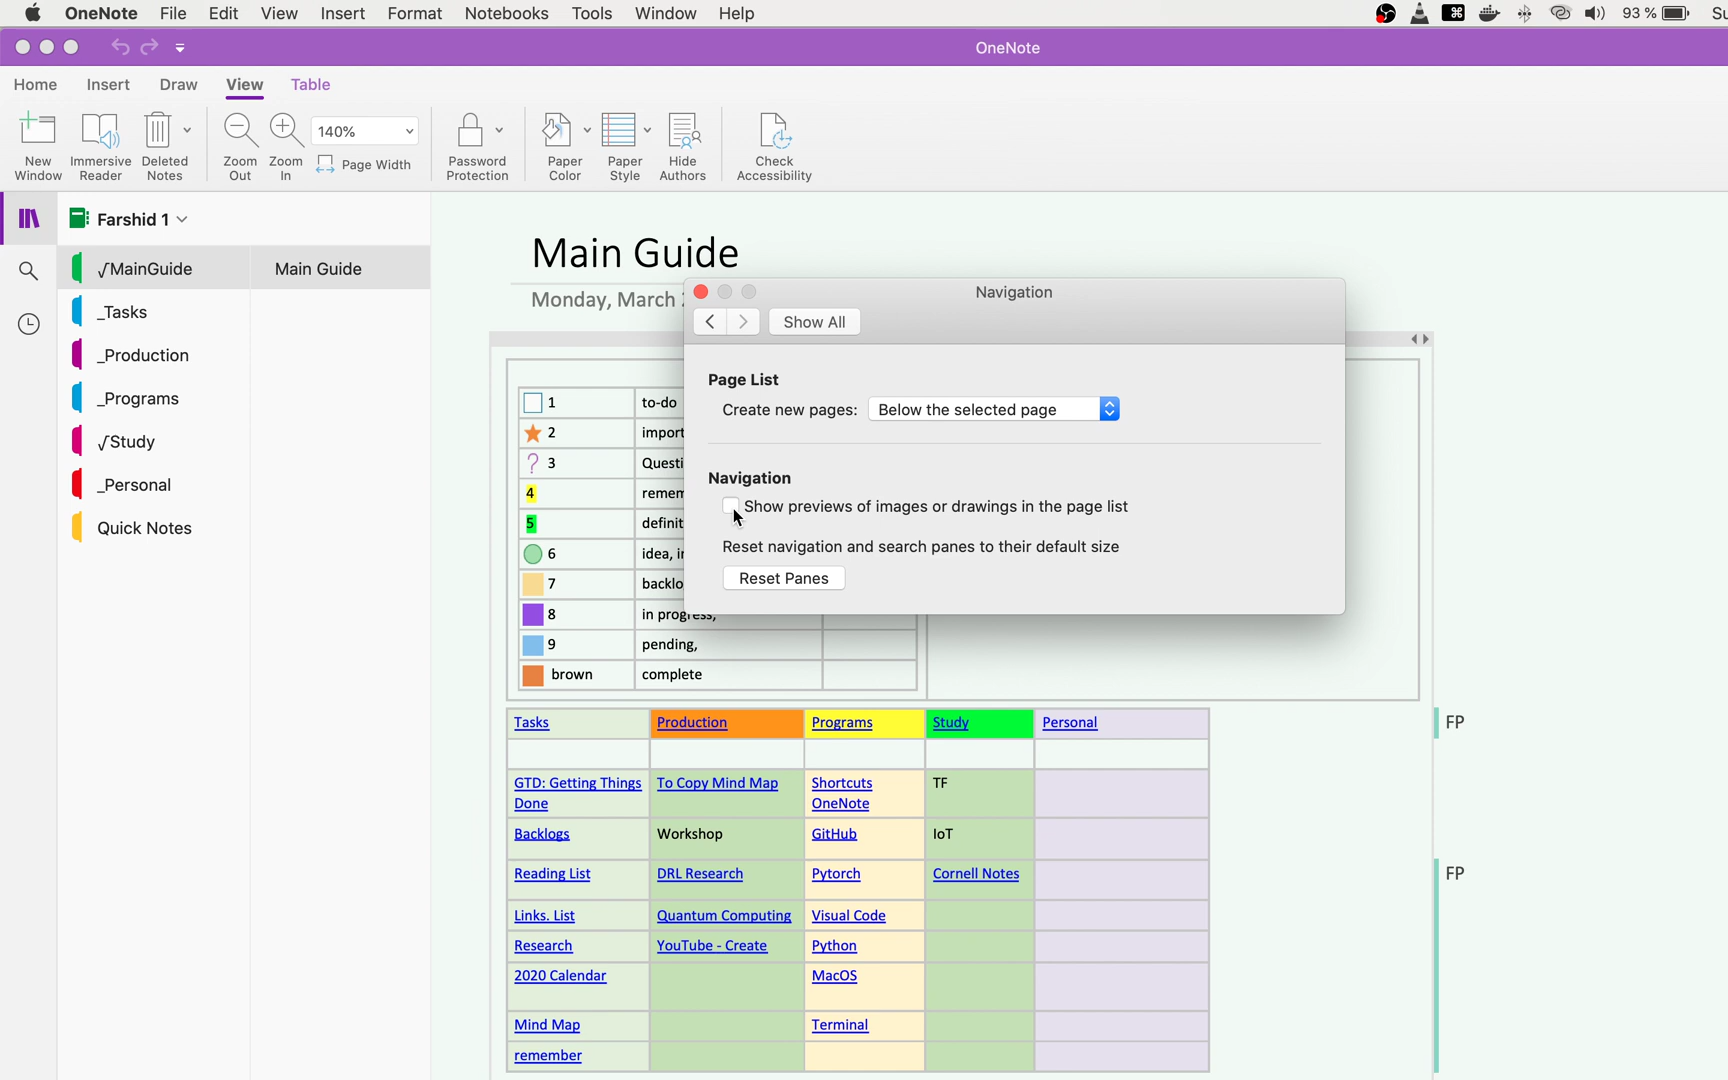 OneNote File Edit View Insert Format Notebooks Tools Window Help 93 %
OneNote
Home Insert Draw View Table
140%
Page Width
New Window
Immersive Reader
Deleted Notes
Zoom Out
Zoom In
Password Protection
Paper Color
Paper Style
Hide Authors
Check Accessibility
Farshid 1
√MainGuide
_Tasks
_Production
_Programs
√Study
_Personal
Quick Notes
Main Guide
Main Guide
Monday, March
Navigation
Show All
Page List
Create new pages: Below the selected page
Navigation
Show previews of images or drawings in the page list
Reset navigation and search panes to their default size
Reset Panes
1 to-do
2
3
4
5
6 idea,
7
8 in progress,
9 pending,
brown complete
Tasks Production Programs Study Personal
GTD: Getting Things Done To Copy Mind Map Shortcuts OneNote TF
Backlogs Workshop GitHub IoT
Reading List DRL Research Pytorch Cornell Notes
Links. List Quantum Computing Visual Code
Research YouTube - Create Python
2020 Calendar MacOS
Mind Map Terminal
remember
FP
FP